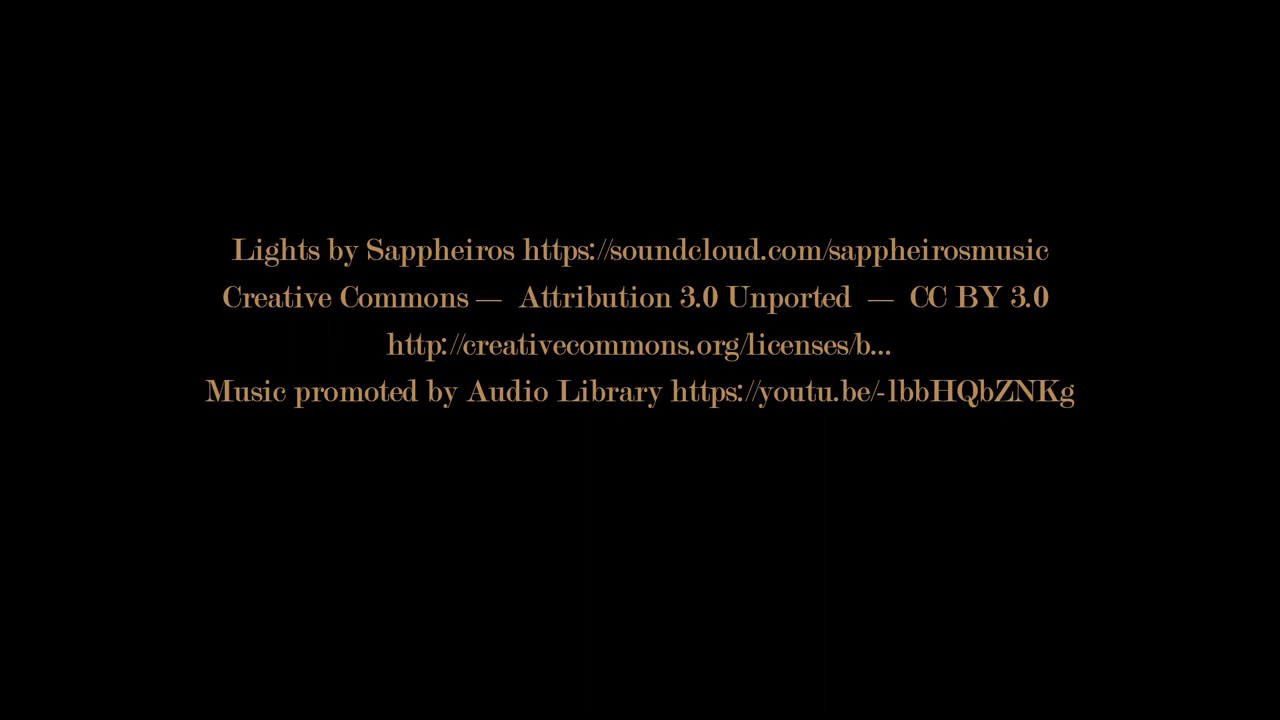 Lights by Sappheiros https://soundcloud.com/sappheirosmusic
Creative Commons — Attribution 3.0 Unported — CC BY 3.0
http://creativecommons.org/licenses/b...
Music promoted by Audio Library https://youtu.be/-lbbHQbZNKg